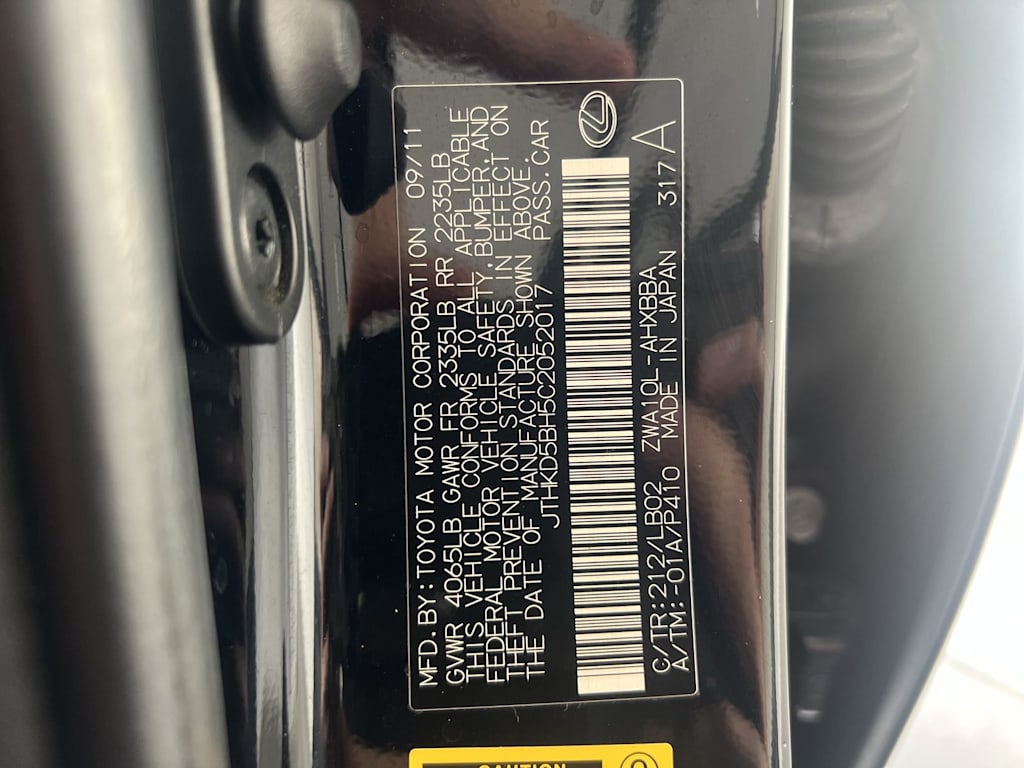 MFD.BY:TOYOTA MOTOR CORPORATION 09/11
GVWR 4065LB GAWR FR 2335LB RR 2235LB
THIS VEHICLE CONFORMS TO ALL APPLICABLE
FEDERAL MOTOR VEHICLE SAFETY,BUMPER,AND
THEFT PREVENTION STANDARDS IN EFFECT ON
THE DATE OF MANUFACTURE SHOWN ABOVE.
JTHKD5BH5C2052017 PASS.CAR
C/TR:212/LB02 ZWA10L-AHXBBA
A/TM:-01A/P410 MADE IN JAPAN 317 A
CAUTION